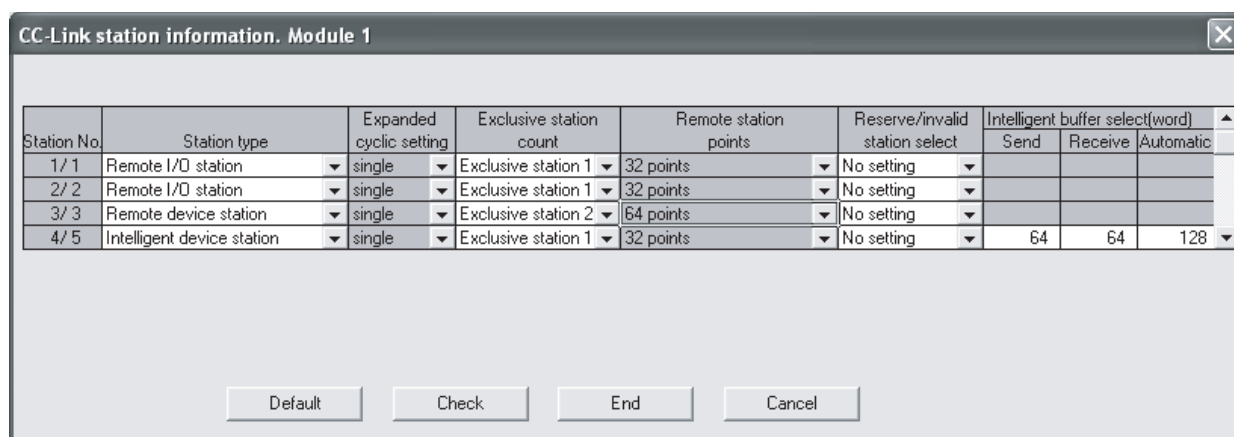 CC-Link station information. Module 1
Expanded Exclusive station Remote station Reserve/invalid Intelligent buffer select(word)
Station No. Station type cyclic setting count points station select Send Receive Automatic
1/ 1 Remote I/O station single Exclusive station 1 32 points No setting
2/ 2 Remote I/O station single Exclusive station 1 32 points No setting
3/ 3 Remote device station single Exclusive station 2 64 points No setting
4/ 5 Intelligent device station single Exclusive station 1 32 points No setting 64 64 128
Default Check End Cancel